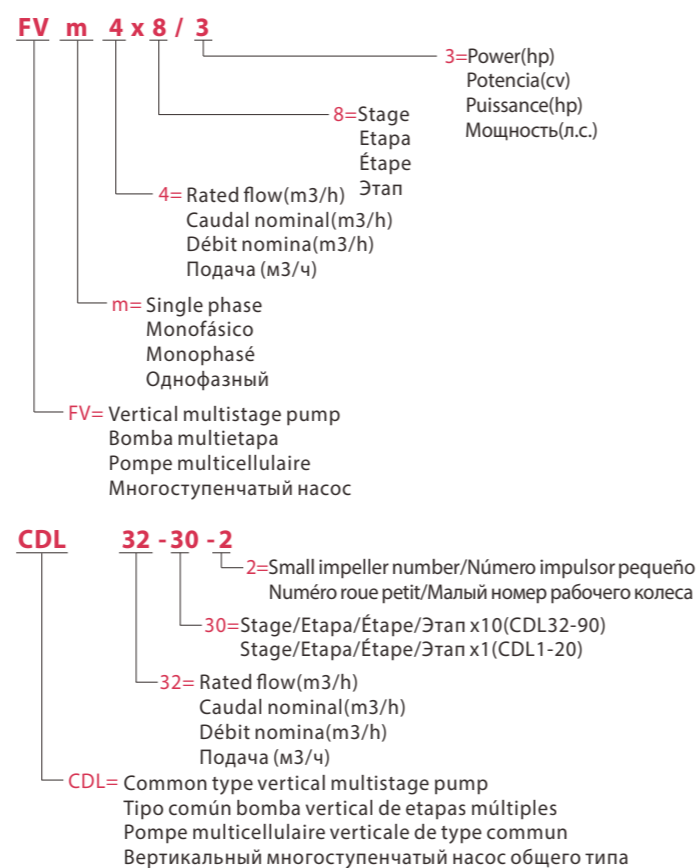 FV m 4 x 8 / 3
3=Power(hp)
Potencia(cv)
Puissance(hp)
Мощность(л.с.)
8=Stage
Etapa
Étape
Этап
4= Rated flow(m3/h)
Caudal nominal(m3/h)
Débit nomina(m3/h)
Подача (м3/ч)
m= Single phase
Monofásico
Monophasé
Однофазный
FV= Vertical multistage pump
Bomba multietapa
Pompe multicellulaire
Многоступенчатый насос
CDL 32 - 30 - 2
2=Small impeller number/Número impulsor pequeño
Numéro roue petit/Малый номер рабочего колеса
30=Stage/Etapa/Étape/Этап x10(CDL32-90)
Stage/Etapa/Étape/Этап x1(CDL1-20)
32= Rated flow(m3/h)
Caudal nominal(m3/h)
Débit nomina(m3/h)
Подача (м3/ч)
CDL= Common type vertical multistage pump
Tipo común bomba vertical de etapas múltiples
Pompe multicellulaire verticale de type commun
Вертикальный многоступенчатый насос общего типа